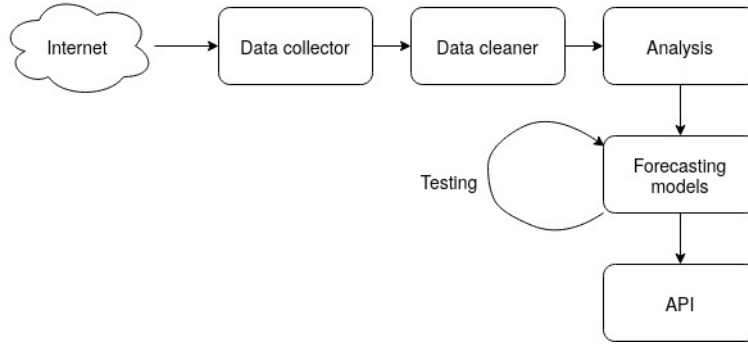 Internet
Data collector
Data cleaner
Analysis
Testing
Forecasting
models
API